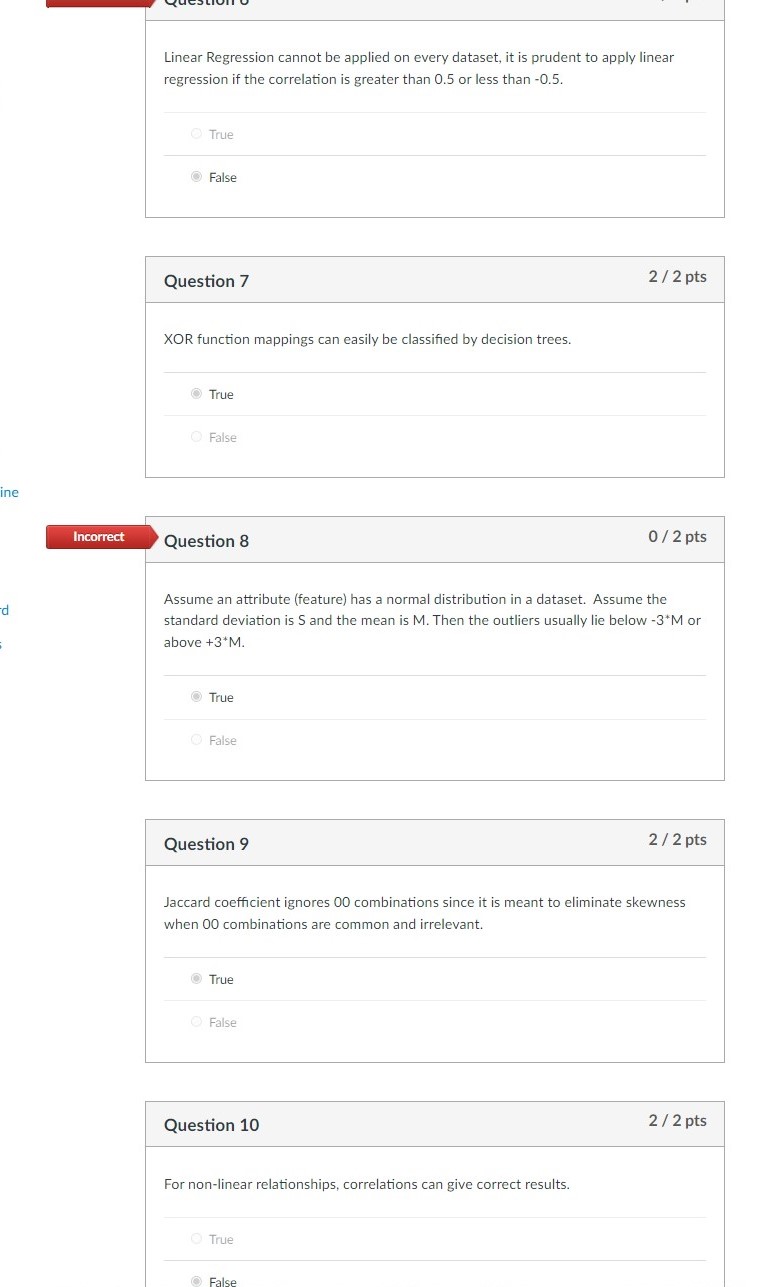 Question 6
Linear Regression cannot be applied on every dataset, it is prudent to apply linear
regression if the correlation is greater than 0.5 or less than -0.5.
True
False
Question 7
2 / 2 pts
XOR function mappings can easily be classified by decision trees.
True
False
ine
Incorrect
Question 8
0 / 2 pts
Assume an attribute (feature) has a normal distribution in a dataset.  Assume the
standard deviation is S and the mean is M. Then the outliers usually lie below -3*M or
above +3*M.
rd
s
True
False
Question 9
2 / 2 pts
Jaccard coefficient ignores 00 combinations since it is meant to eliminate skewness
when 00 combinations are common and irrelevant.
True
False
Question 10
2 / 2 pts
For non-linear relationships, correlations can give correct results.
True
False